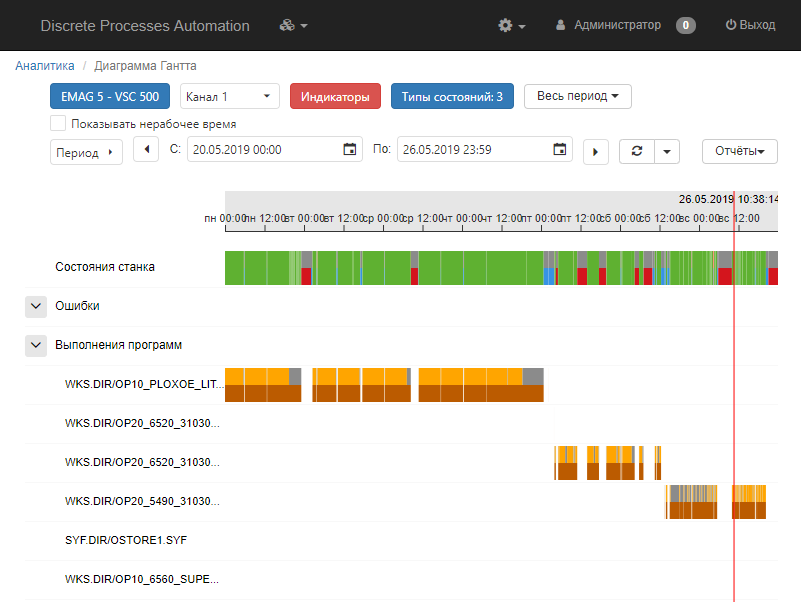 Discrete Processes Automation Администратор 0 Выход
Аналитика / Диаграмма Гантта
EMAG 5 - VSC 500 Канал 1 Индикаторы Типы состояний: 3 Весь период
Показывать нерабочее время
Период С: 20.05.2019 00:00 По: 26.05.2019 23:59 Отчёты
26.05.2019 10:38:14
пн 00:00 пн 12:00 вт 00:00 вт 12:00 ср 00:00 ср 12:00 чт 00:00 чт 12:00 пт 00:00 пт 12:00 сб 00:00 сб 12:00 вс 00:00 вс 12:00
Состояния станка
Ошибки
Выполнения программ
WKS.DIR/OP10_PLOXOE_LIT...
WKS.DIR/OP20_6520_31030...
WKS.DIR/OP20_6520_31030...
WKS.DIR/OP20_5490_31030...
SYF.DIR/OSTORE1.SYF
WKS.DIR/OP10_6560_SUPE...